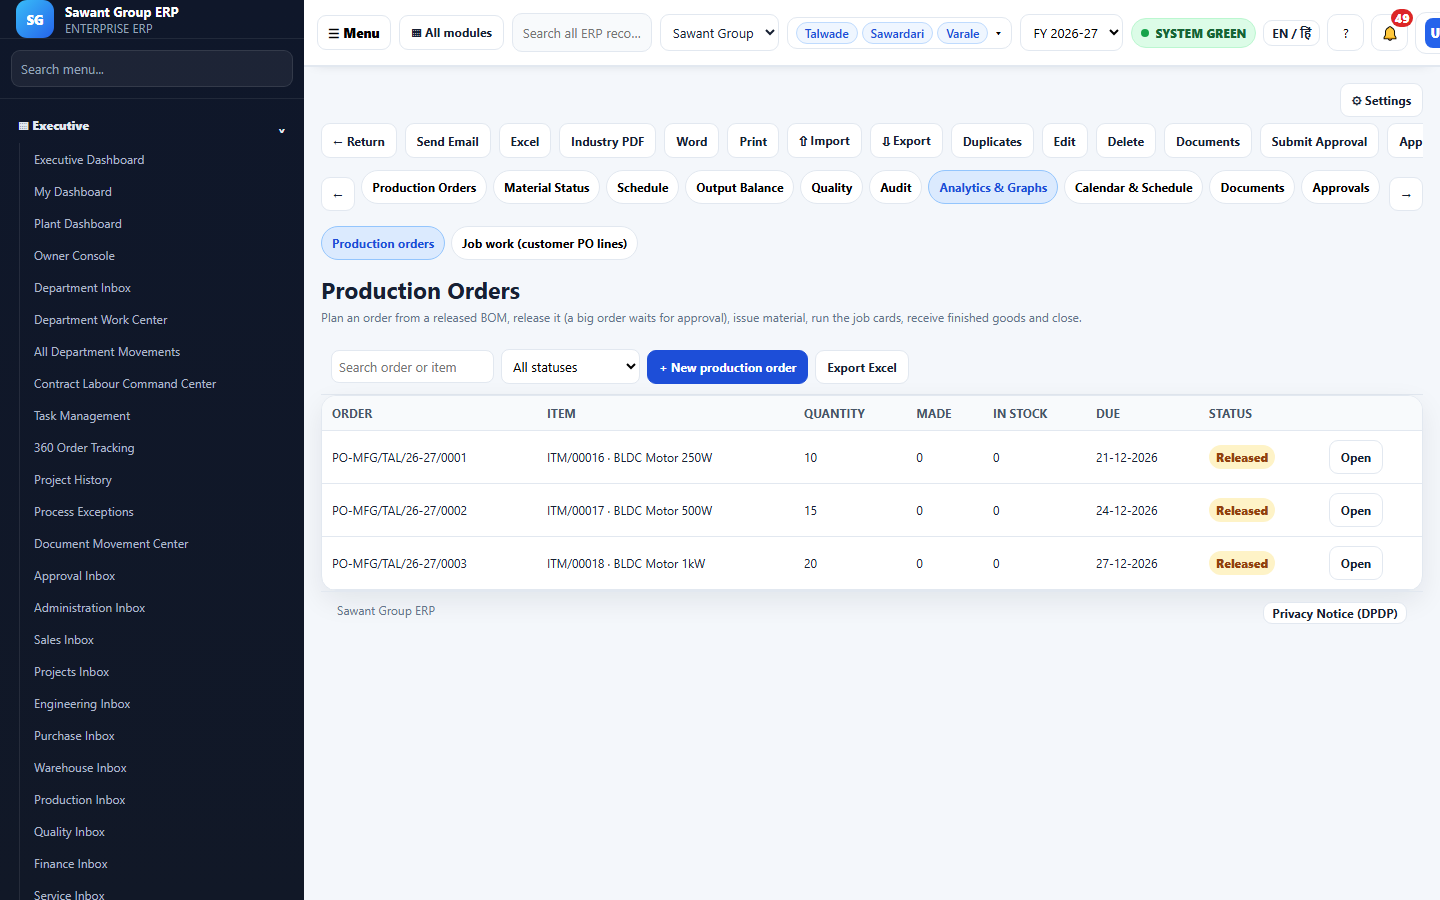 SG
Sawant Group ERP
ENTERPRISE ERP
Search menu...
Executive
Executive Dashboard
My Dashboard
Plant Dashboard
Owner Console
Department Inbox
Department Work Center
All Department Movements
Contract Labour Command Center
Task Management
360 Order Tracking
Project History
Process Exceptions
Document Movement Center
Approval Inbox
Administration Inbox
Sales Inbox
Projects Inbox
Engineering Inbox
Purchase Inbox
Warehouse Inbox
Production Inbox
Quality Inbox
Finance Inbox
Service Inbox
☰ Menu
All modules
Search all ERP reco...
Sawant Group
Talwade Sawardari Varale
FY 2026-27
SYSTEM GREEN
EN / हिं
?
49
U
⚙ Settings
← Return Send Email Excel Industry PDF Word Print ⇧ Import ⇩ Export Duplicates Edit Delete Documents Submit Approval App
← Production Orders Material Status Schedule Output Balance Quality Audit Analytics & Graphs Calendar & Schedule Documents Approvals →
Production orders Job work (customer PO lines)
Production Orders
Plan an order from a released BOM, release it (a big order waits for approval), issue material, run the job cards, receive finished goods and close.
Search order or item All statuses + New production order Export Excel
ORDER ITEM QUANTITY MADE IN STOCK DUE STATUS
PO-MFG/TAL/26-27/0001 ITM/00016 · BLDC Motor 250W 10 0 0 21-12-2026 Released Open
PO-MFG/TAL/26-27/0002 ITM/00017 · BLDC Motor 500W 15 0 0 24-12-2026 Released Open
PO-MFG/TAL/26-27/0003 ITM/00018 · BLDC Motor 1kW 20 0 0 27-12-2026 Released Open
Sawant Group ERP
Privacy Notice (DPDP)